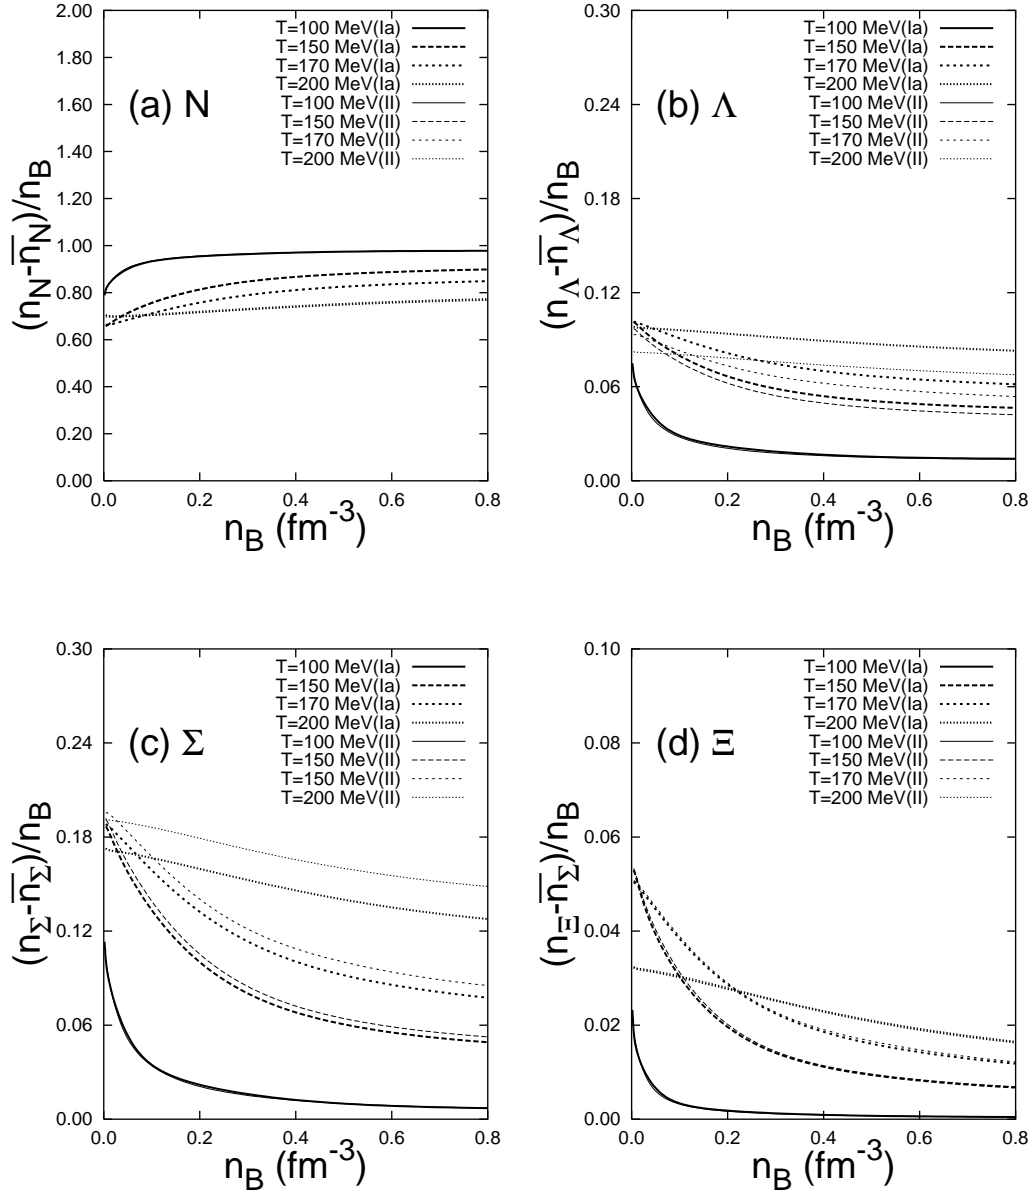 2.00
1.80
1.60
1.40
1.20
1.00
0.80
0.60
0.40
0.20
0.00
0.0 0.2 0.4 0.6 0.8
(n_N-n̅_N)/n_B
n_B (fm^-3)
(a) N
T=100 MeV(Ia)
T=150 MeV(Ia)
T=170 MeV(Ia)
T=200 MeV(Ia)
T=100 MeV(II)
T=150 MeV(II)
T=170 MeV(II)
T=200 MeV(II)
0.30
0.24
0.18
0.12
0.06
0.00
0.0 0.2 0.4 0.6 0.8
(n_Λ-n̅_Λ)/n_B
n_B (fm^-3)
(b) Λ
T=100 MeV(Ia)
T=150 MeV(Ia)
T=170 MeV(Ia)
T=200 MeV(Ia)
T=100 MeV(II)
T=150 MeV(II)
T=170 MeV(II)
T=200 MeV(II)
0.30
0.24
0.18
0.12
0.06
0.00
0.0 0.2 0.4 0.6 0.8
(n_Σ-n̅_Σ)/n_B
n_B (fm^-3)
(c) Σ
T=100 MeV(Ia)
T=150 MeV(Ia)
T=170 MeV(Ia)
T=200 MeV(Ia)
T=100 MeV(II)
T=150 MeV(II)
T=150 MeV(II)
T=200 MeV(II)
0.10
0.08
0.06
0.04
0.02
0.00
0.0 0.2 0.4 0.6 0.8
(n_Ξ-n̅_Σ)/n_B
n_B (fm^-3)
(d) Ξ
T=100 MeV(Ia)
T=150 MeV(Ia)
T=170 MeV(Ia)
T=200 MeV(Ia)
T=100 MeV(II)
T=150 MeV(II)
T=170 MeV(II)
T=200 MeV(II)